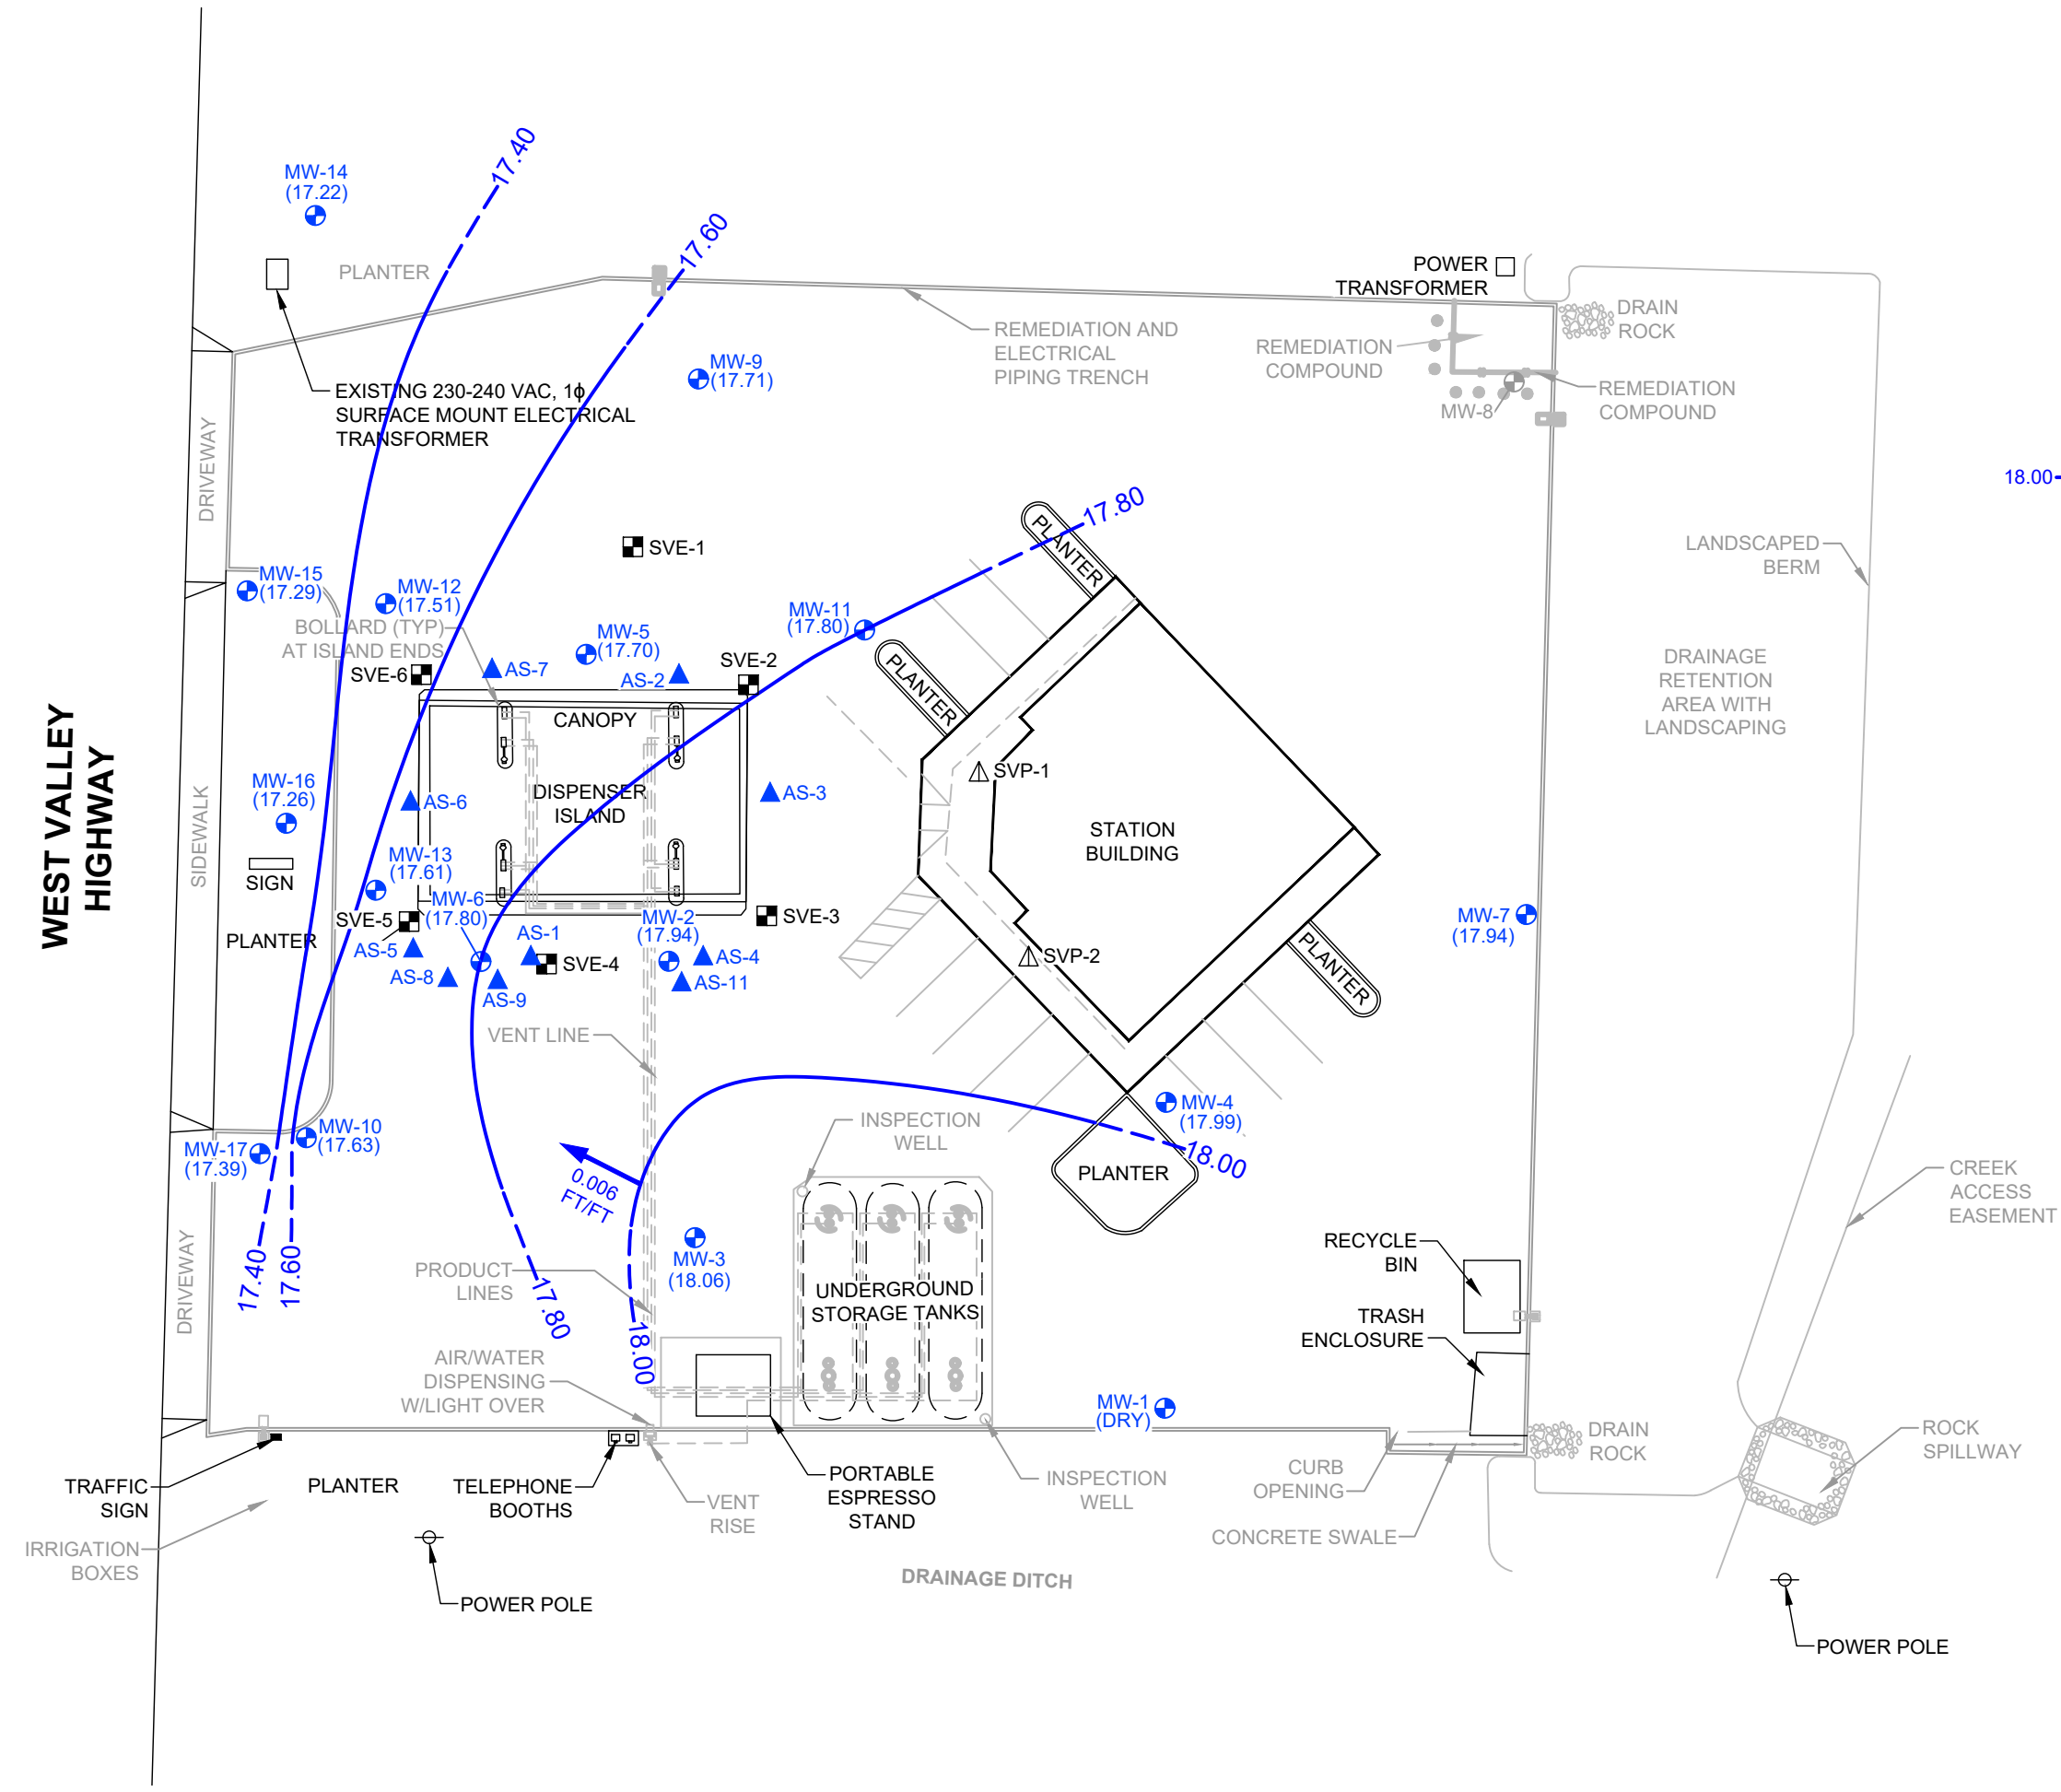 17.40
MW-14
(17.22)
17.60
PLANTER
POWER
TRANSFORMER
DRAIN
ROCK
REMEDIATION AND
ELECTRICAL
PIPING TRENCH
REMEDIATION
COMPOUND
MW-9
(17.71)
EXISTING 230-240 VAC, 1ϕ
SURFACE MOUNT ELECTRICAL
TRANSFORMER
REMEDIATION
COMPOUND
MW-8
DRIVEWAY
18.00
17.80
PLANTER
SVE-1
LANDSCAPED
BERM
MW-15
(17.29)
MW-12
(17.51)
BOLLARD (TYP)
AT ISLAND ENDS
MW-5
(17.70)
MW-11
(17.80)
SVE-6
AS-7
AS-2
SVE-2
PLANTER
DRAINAGE
RETENTION
AREA WITH
LANDSCAPING
CANOPY
WEST VALLEY
HIGHWAY
SIDEWALK
MW-16
(17.26)
AS-6
DISPENSER
ISLAND
AS-3
SVP-1
STATION
BUILDING
SIGN
MW-13
(17.61)
MW-6
(17.80)
SVE-5
MW-2
(17.94)
SVE-3
MW-7
(17.94)
PLANTER
AS-5
AS-1
AS-8
AS-9
SVE-4
AS-4
AS-11
SVP-2
PLANTER
VENT LINE
INSPECTION
WELL
MW-4
(17.99)
18.00
MW-17
(17.39)
MW-10
(17.63)
0.006
FT/FT
PLANTER
CREEK
ACCESS
EASEMENT
DRIVEWAY
17.40
17.60
PRODUCT
LINES
17.80
MW-3
(18.06)
18.00
UNDERGROUND
STORAGE TANKS
RECYCLE
BIN
TRASH
ENCLOSURE
AIR/WATER
DISPENSING
W/LIGHT OVER
MW-1
(DRY)
DRAIN
ROCK
ROCK
SPILLWAY
TRAFFIC
SIGN
PLANTER
TELEPHONE
BOOTHS
VENT
RISE
PORTABLE
ESPRESSO
STAND
INSPECTION
WELL
CURB
OPENING
CONCRETE SWALE
IRRIGATION
BOXES
POWER POLE
DRAINAGE DITCH
POWER POLE